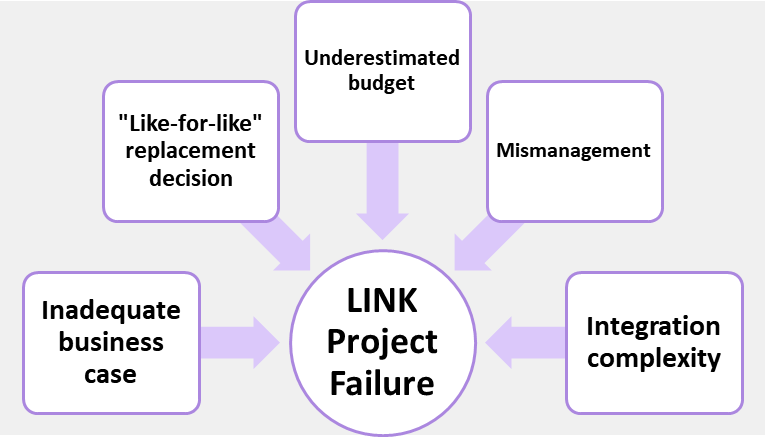 Underestimated
budget
"Like-for-like"
replacement
decision
Mismanagement
Inadequate
business
case
LINK
Project
Failure
Integration
complexity